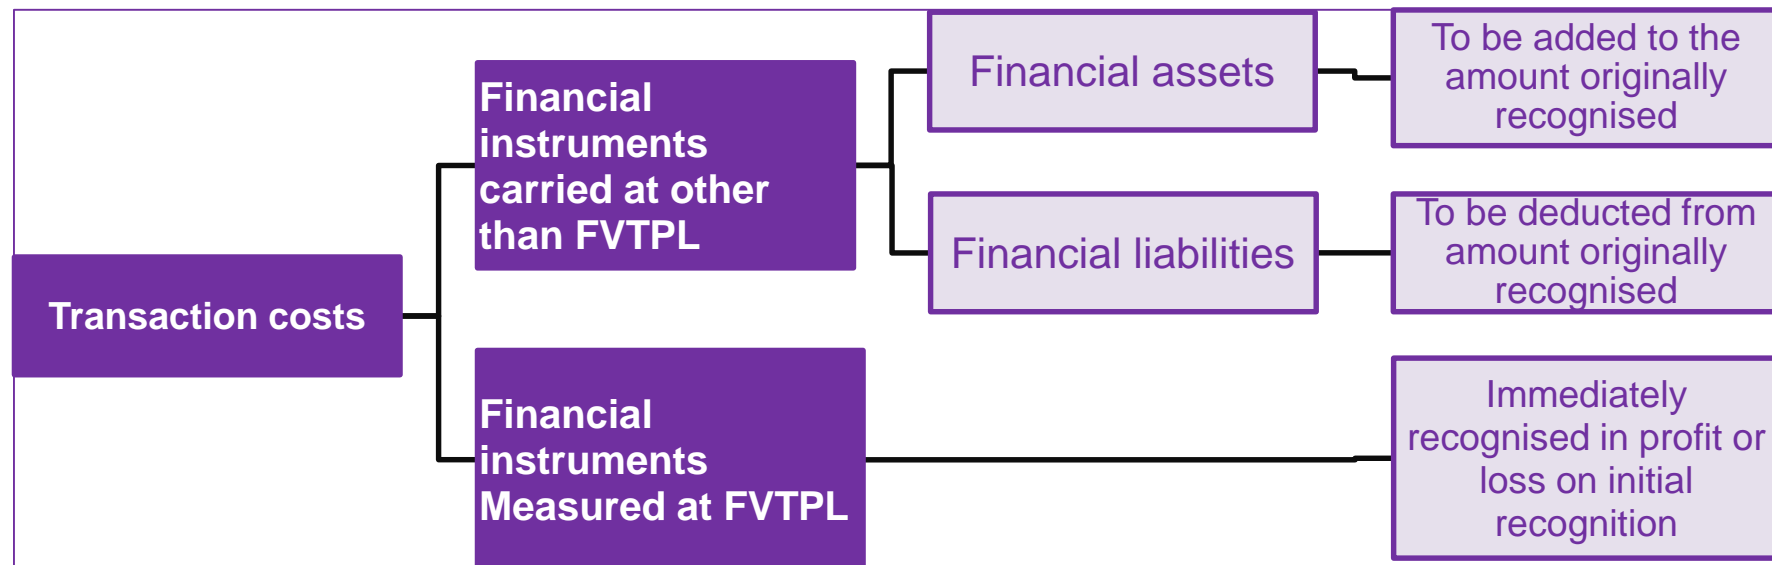 Transaction costs
Financial
instruments
carried at other
than FVTPL
Financial assets
To be added to the
amount originally
recognised
Financial liabilities
To be deducted from
amount originally
recognised
Financial
instruments
Measured at FVTPL
Immediately
recognised in profit or
loss on initial
recognition